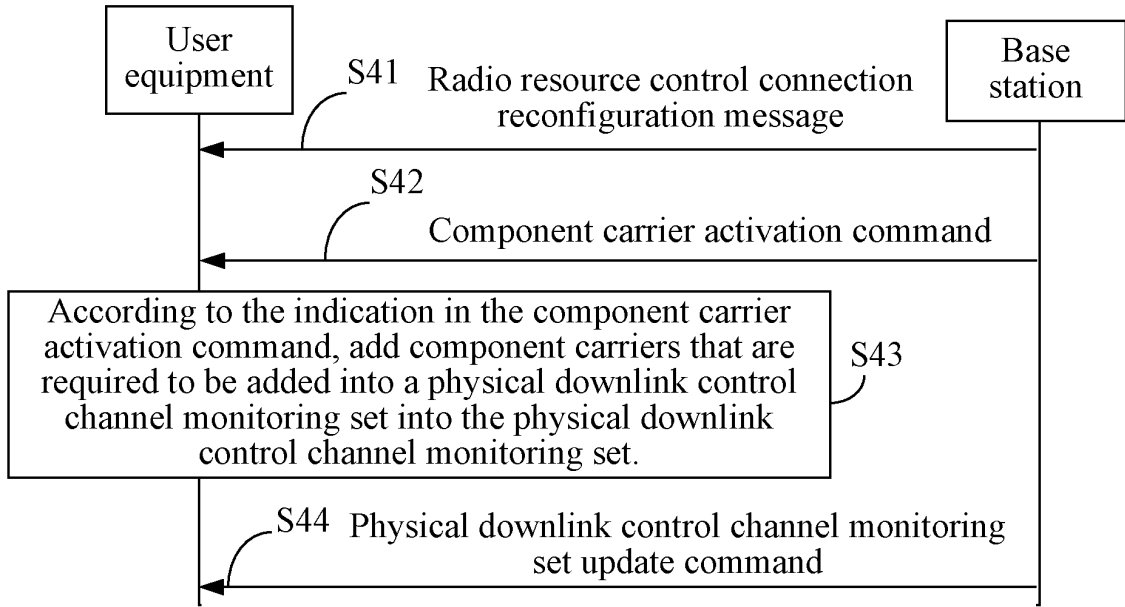 User
equipment
Base
station
S41
Radio resource control connection
reconfiguration message
S42
Component carrier activation command
According to the indication in the component carrier
activation command, add component carriers that are
required to be added into a physical downlink control
channel monitoring set into the physical downlink
control channel monitoring set.
S43
S44
Physical downlink control channel monitoring
set update command